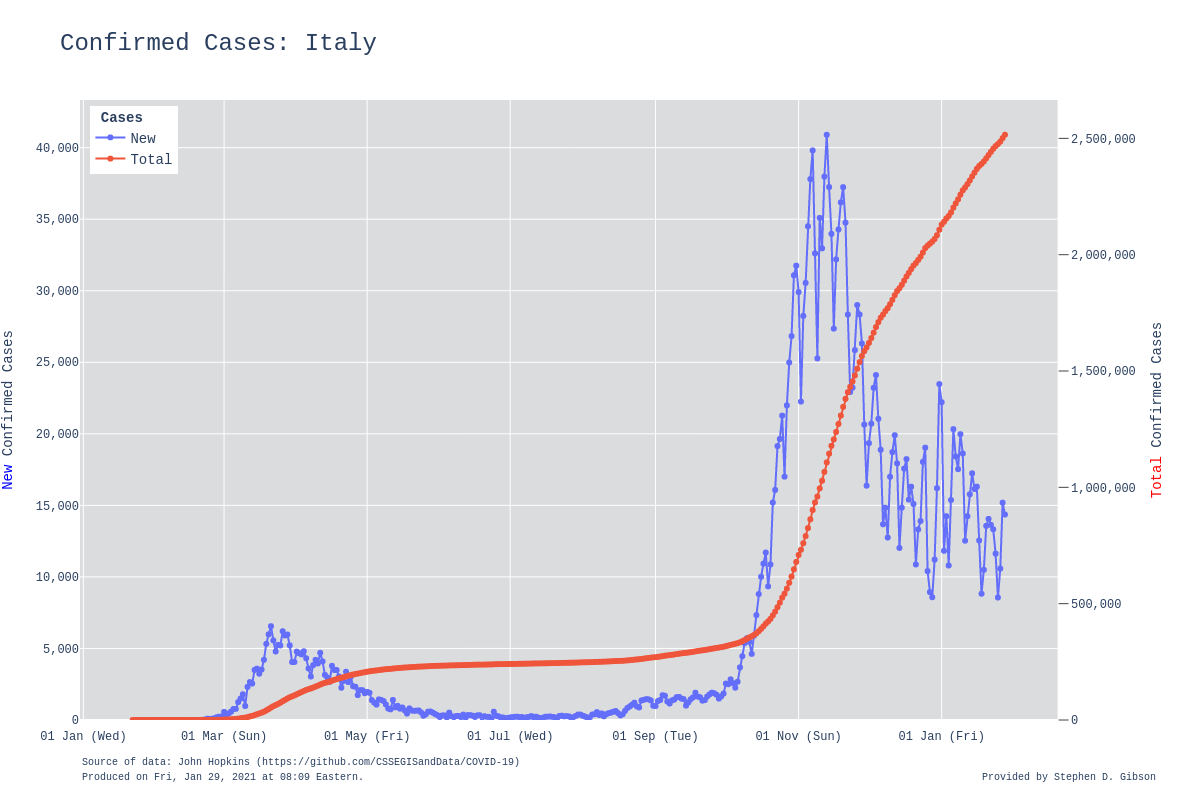 Confirmed Cases: Italy
Cases
New
Total
40,000
35,000
30,000
25,000
20,000
15,000
10,000
5,000
0
New Confirmed Cases
2,500,000
2,000,000
1,500,000
1,000,000
500,000
0
Total Confirmed Cases
01 Jan (Wed) 01 Mar (Sun) 01 May (Fri) 01 Jul (Wed) 01 Sep (Tue) 01 Nov (Sun) 01 Jan (Fri)
Source of data: John Hopkins (https://github.com/CSSEGISandData/COVID-19)
Produced on Fri, Jan 29, 2021 at 08:09 Eastern.
Provided by Stephen D. Gibson